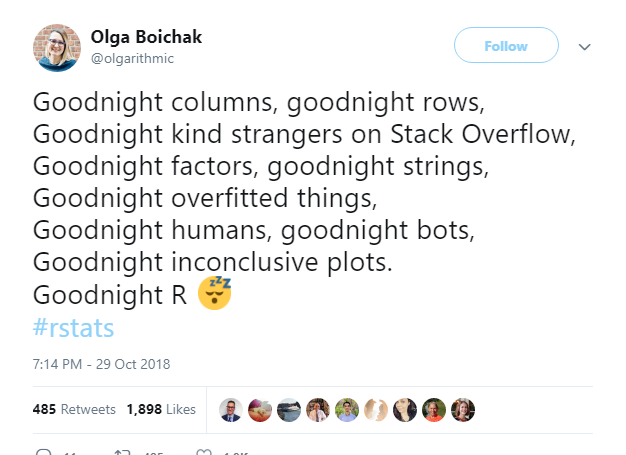 Olga Boichak
@olgarithmic
Follow
Goodnight columns, goodnight rows,
Goodnight kind strangers on Stack Overflow,
Goodnight factors, goodnight strings,
Goodnight overfitted things,
Goodnight humans, goodnight bots,
Goodnight inconclusive plots.
Goodnight R 😴
#rstats
7:14 PM - 29 Oct 2018
485 Retweets 1,898 Likes